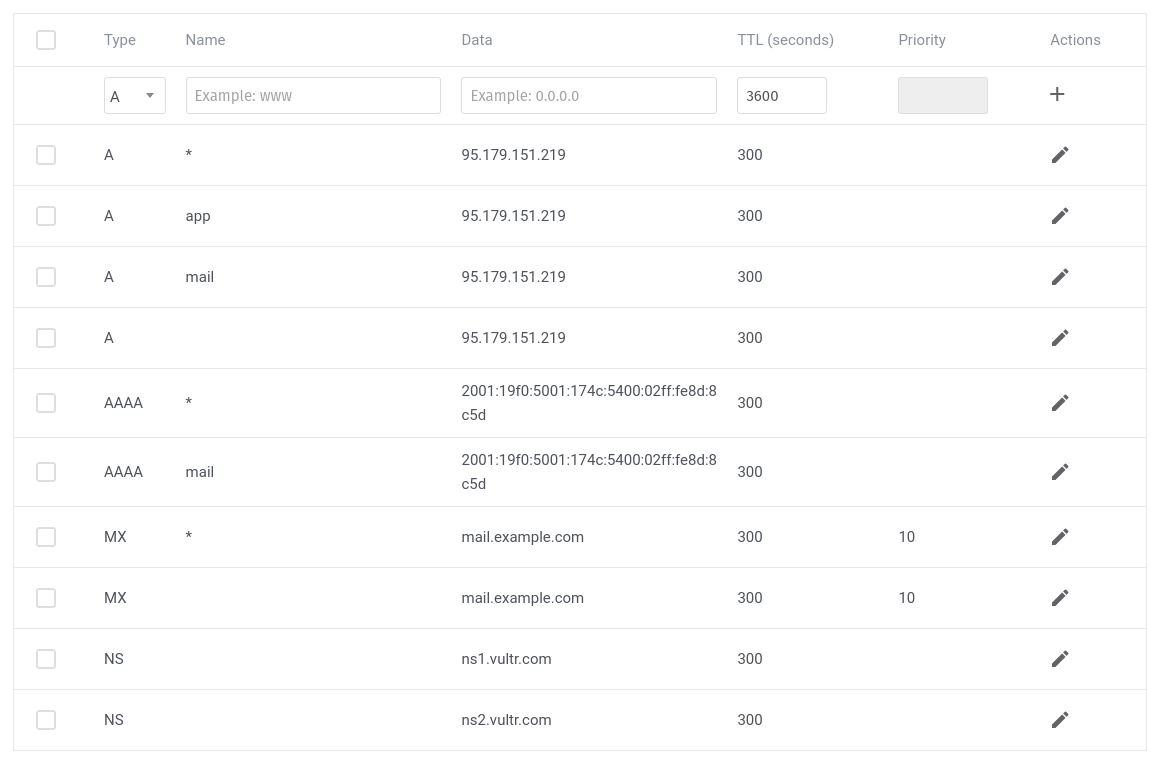 Type Name Data TTL (seconds) Priority Actions
A Example: www Example: 0.0.0.0 3600 +
A * 95.179.151.219 300
A app 95.179.151.219 300
A mail 95.179.151.219 300
A 95.179.151.219 300
AAAA * 2001:19f0:5001:174c:5400:02ff:fe8d:8 300
c5d
AAAA mail 2001:19f0:5001:174c:5400:02ff:fe8d:8 300
c5d
MX * mail.example.com 300 10
MX mail.example.com 300 10
NS ns1.vultr.com 300
NS ns2.vultr.com 300